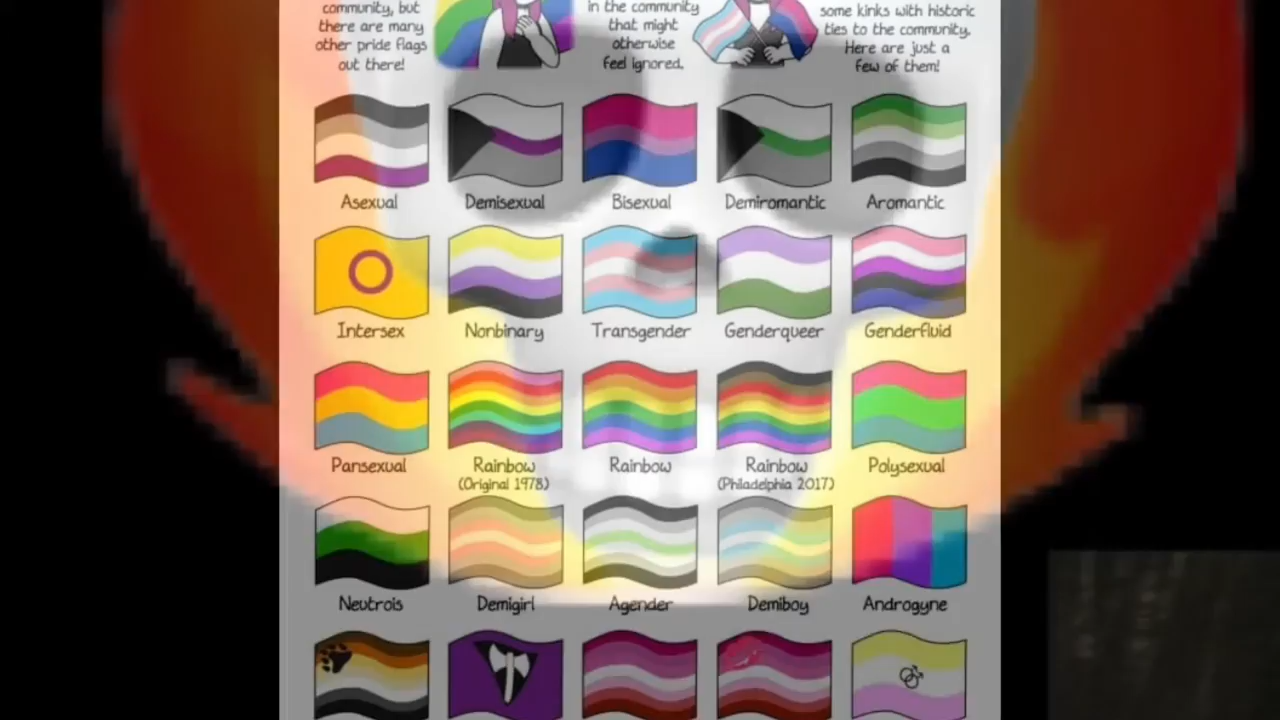 community, but
there are many
other pride flags
out there!
in the community
that might
otherwise
feel ignored.
some kinks with historic
ties to the community.
Here are just a
few of them!
Asexual
Demisexual
Bisexual
Demiromantic
Aromantic
Intersex
Nonbinary
Transgender
Genderqueer
Genderfluid
Pansexual
Rainbow
(Original 1978)
Rainbow
Rainbow
(Philadelphia 2017)
Polysexual
Neutrois
Demigirl
Agender
Demiboy
Androgyne